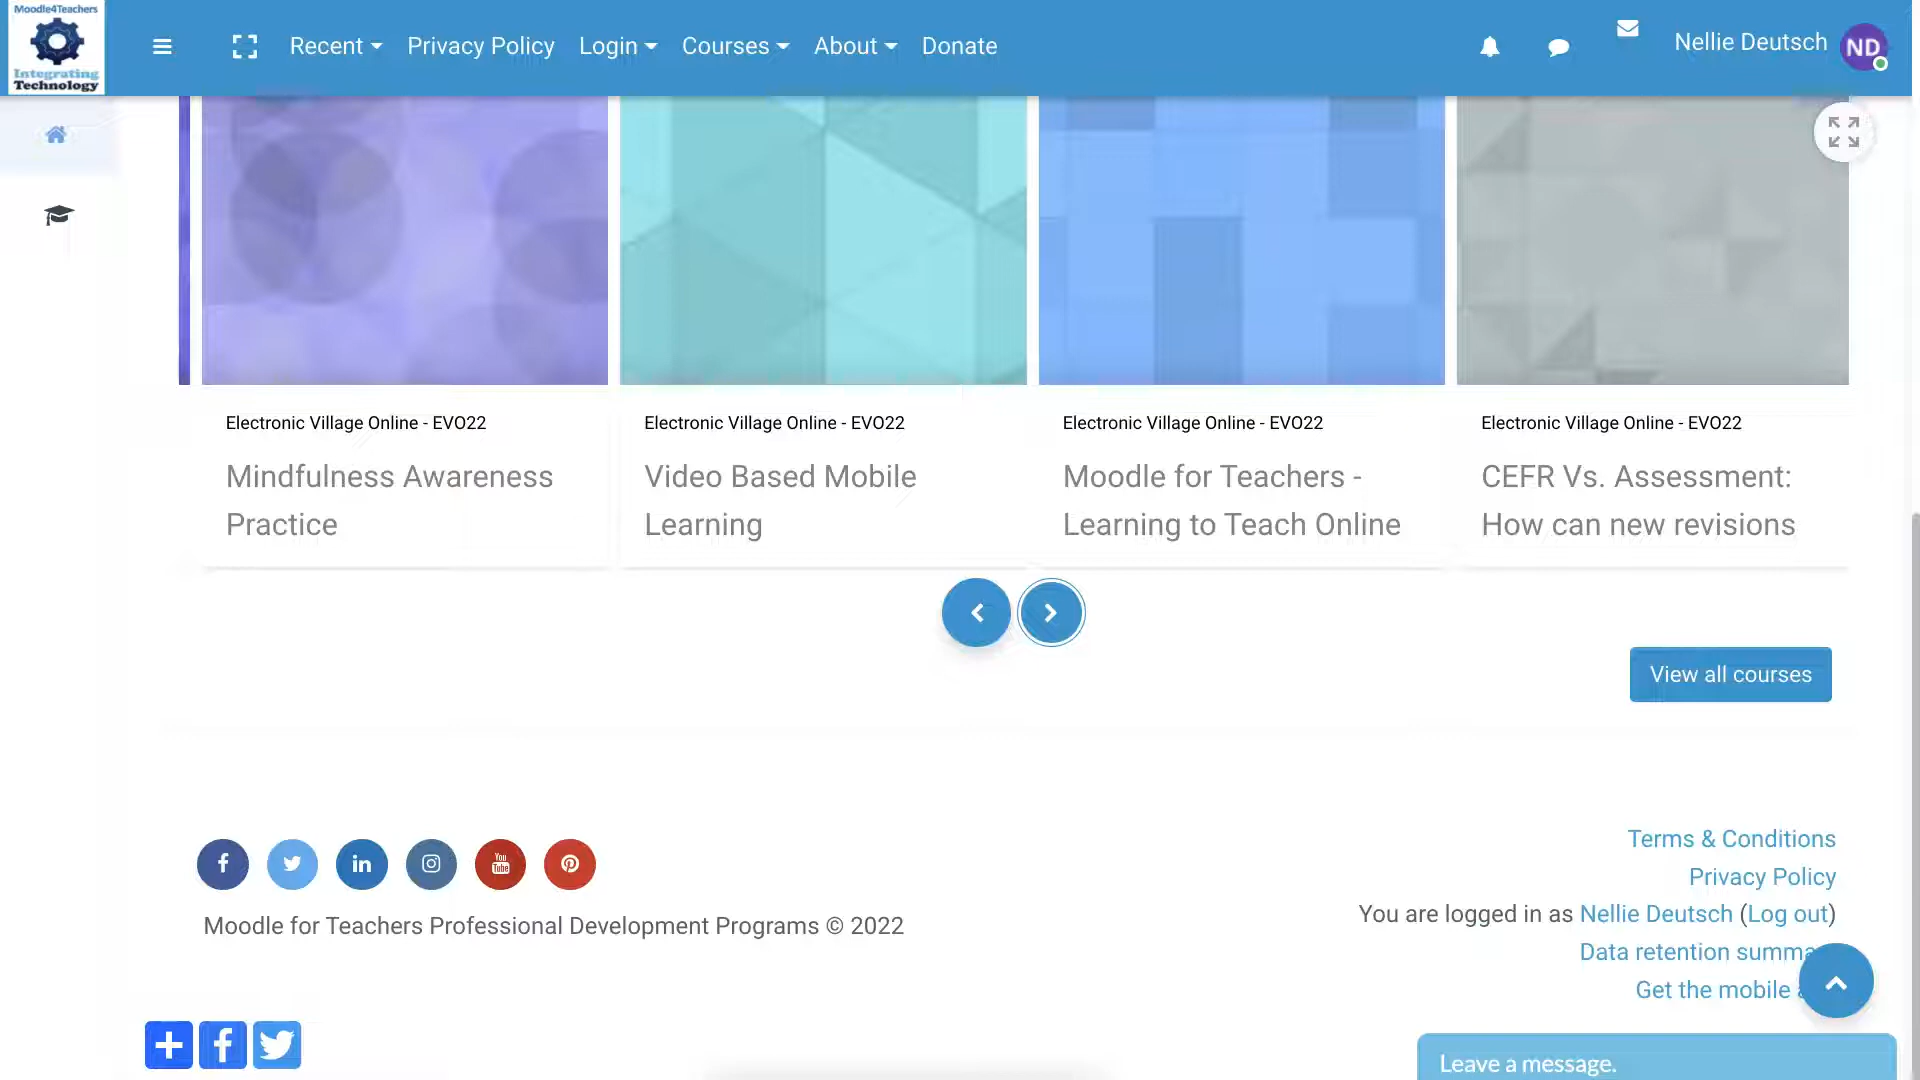 Moodle4Teachers
Integrating
Technology
Recent
Privacy Policy
Login
Courses
About
Donate
Nellie Deutsch
ND
Electronic Village Online - EVO22
Mindfulness Awareness
Practice
Electronic Village Online - EVO22
Video Based Mobile
Learning
Electronic Village Online - EVO22
Moodle for Teachers -
Learning to Teach Online
Electronic Village Online - EVO22
CEFR Vs. Assessment:
How can new revisions
View all courses
You
Tube
Moodle for Teachers Professional Development Programs © 2022
Terms & Conditions
Privacy Policy
You are logged in as Nellie Deutsch (Log out)
Data retention
Get the mobile
Leave a message.